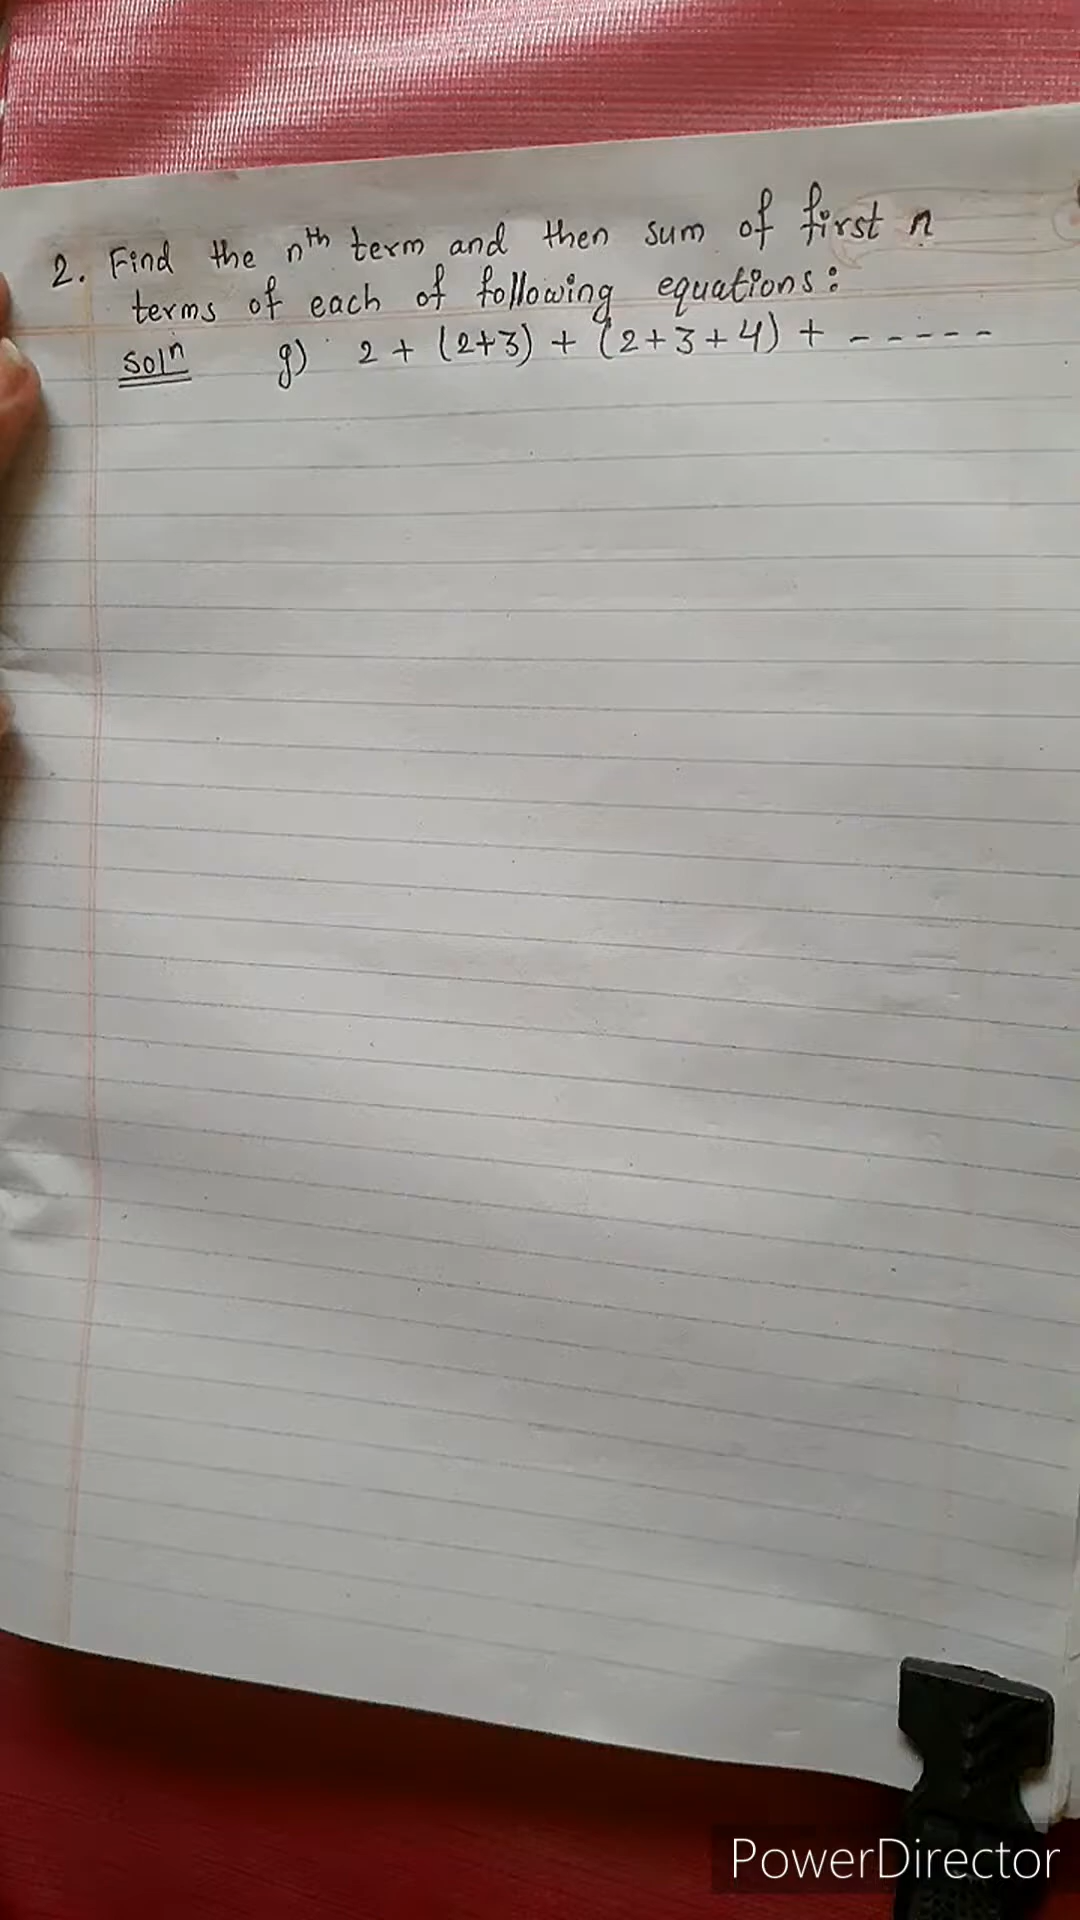 2. Find the nth term and then sum of first n
terms of each of following equations:
Soln g) 2 + (2+3) + (2+3+4) + -----
PowerDirector